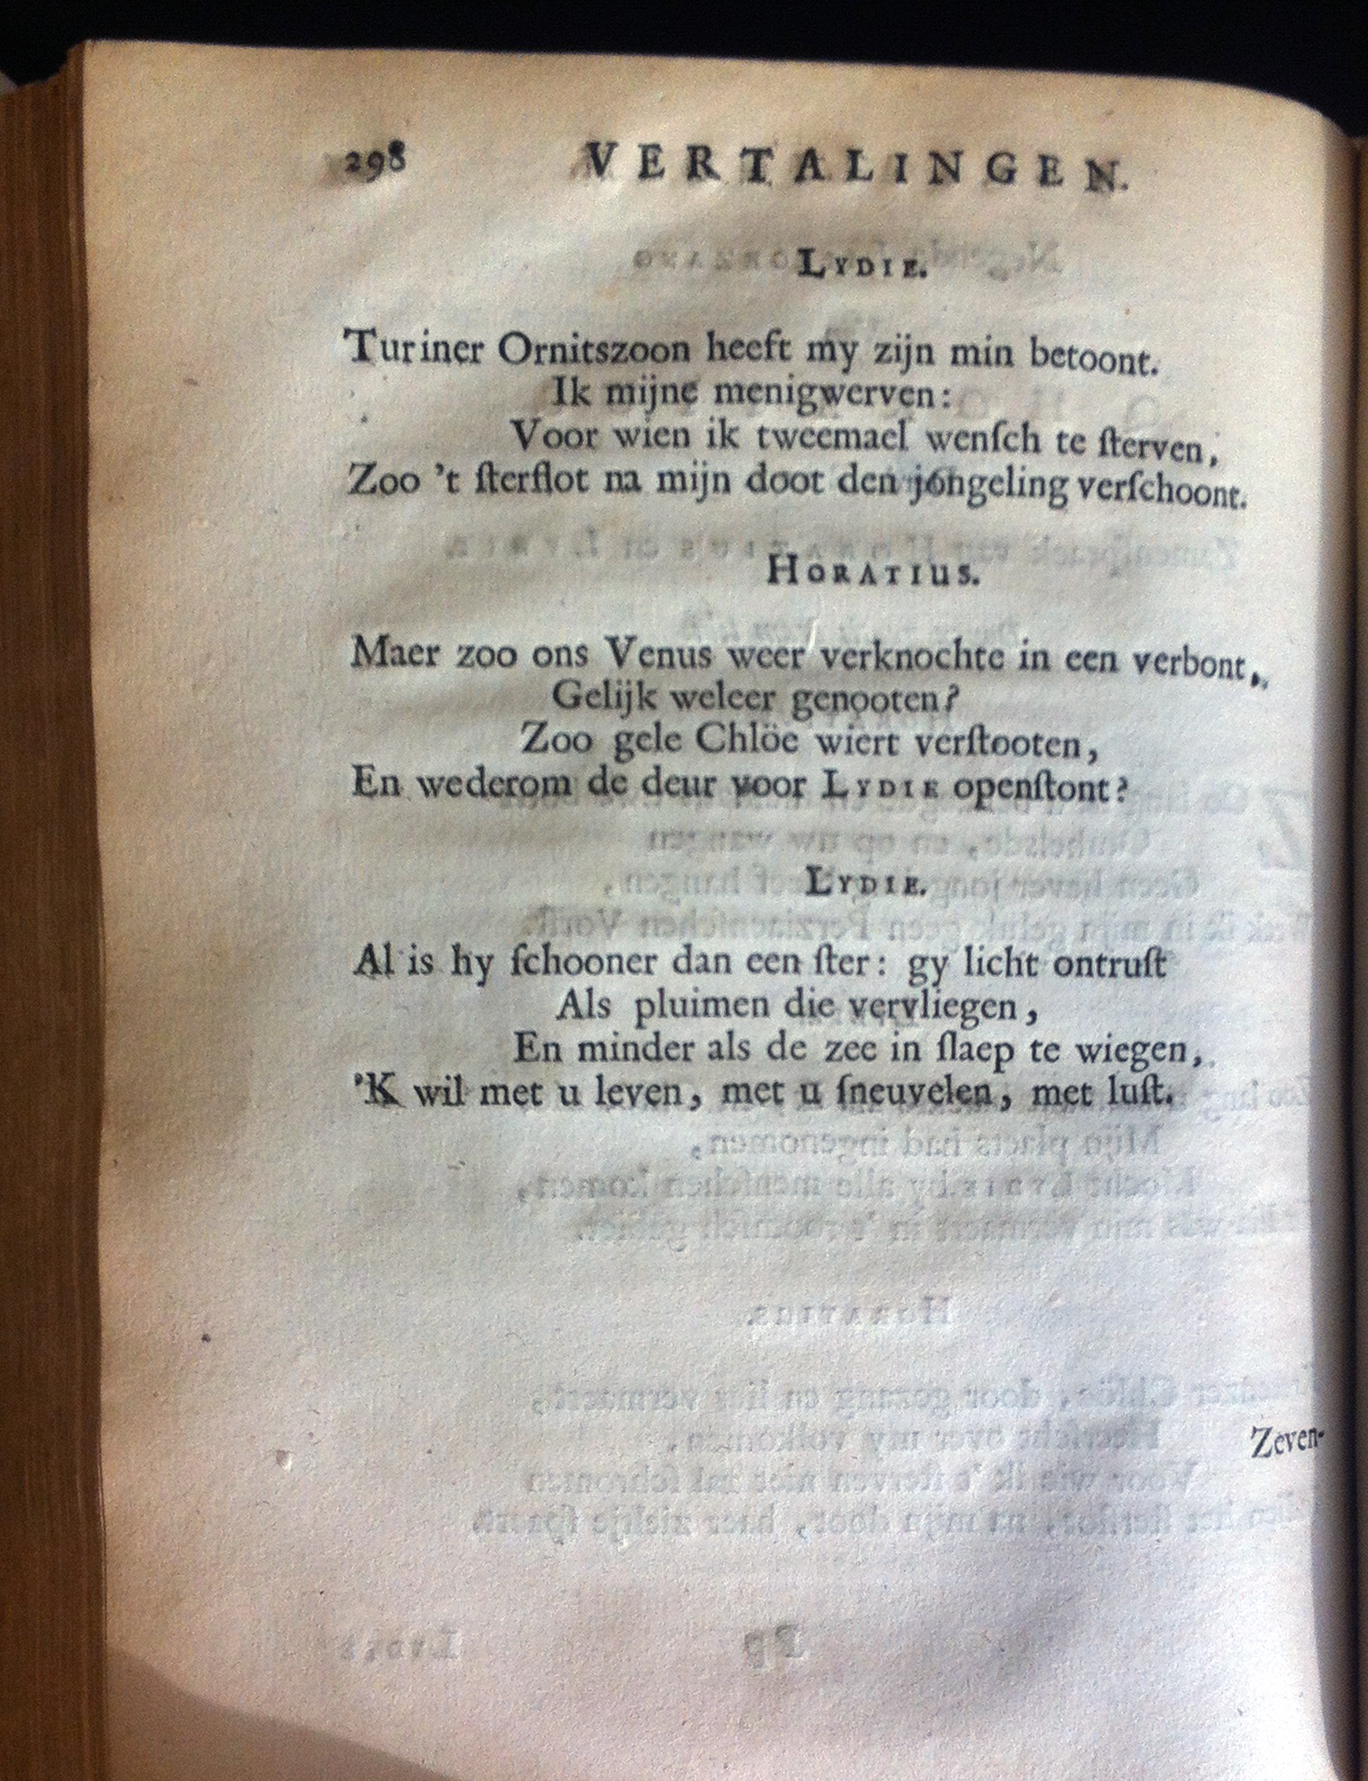 298 VERTALINGEN.
LYDIE.
Turiner Ornitszoon heeft my zijn min betoont.
Ik mijne menigwerven:
Voor wien ik tweemael wenſch te ſterven,
Zoo 't ſterflot na mijn doot den jongeling verſchoont.
HORATIUS.
Maer zoo ons Venus weer verknochte in een verbont,
Gelijk weleer genooten?
Zoo gele Chlöe wiert verſtooten,
En wederom de deur voor LYDIE openſtont?
LYDIE.
Al is hy ſchooner dan een ſter: gy licht ontruſt
Als pluimen die vervliegen,
En minder als de zee in ſlaep te wiegen,
'K wil met u leven, met u ſneuvelen, met luſt.
Zeven-